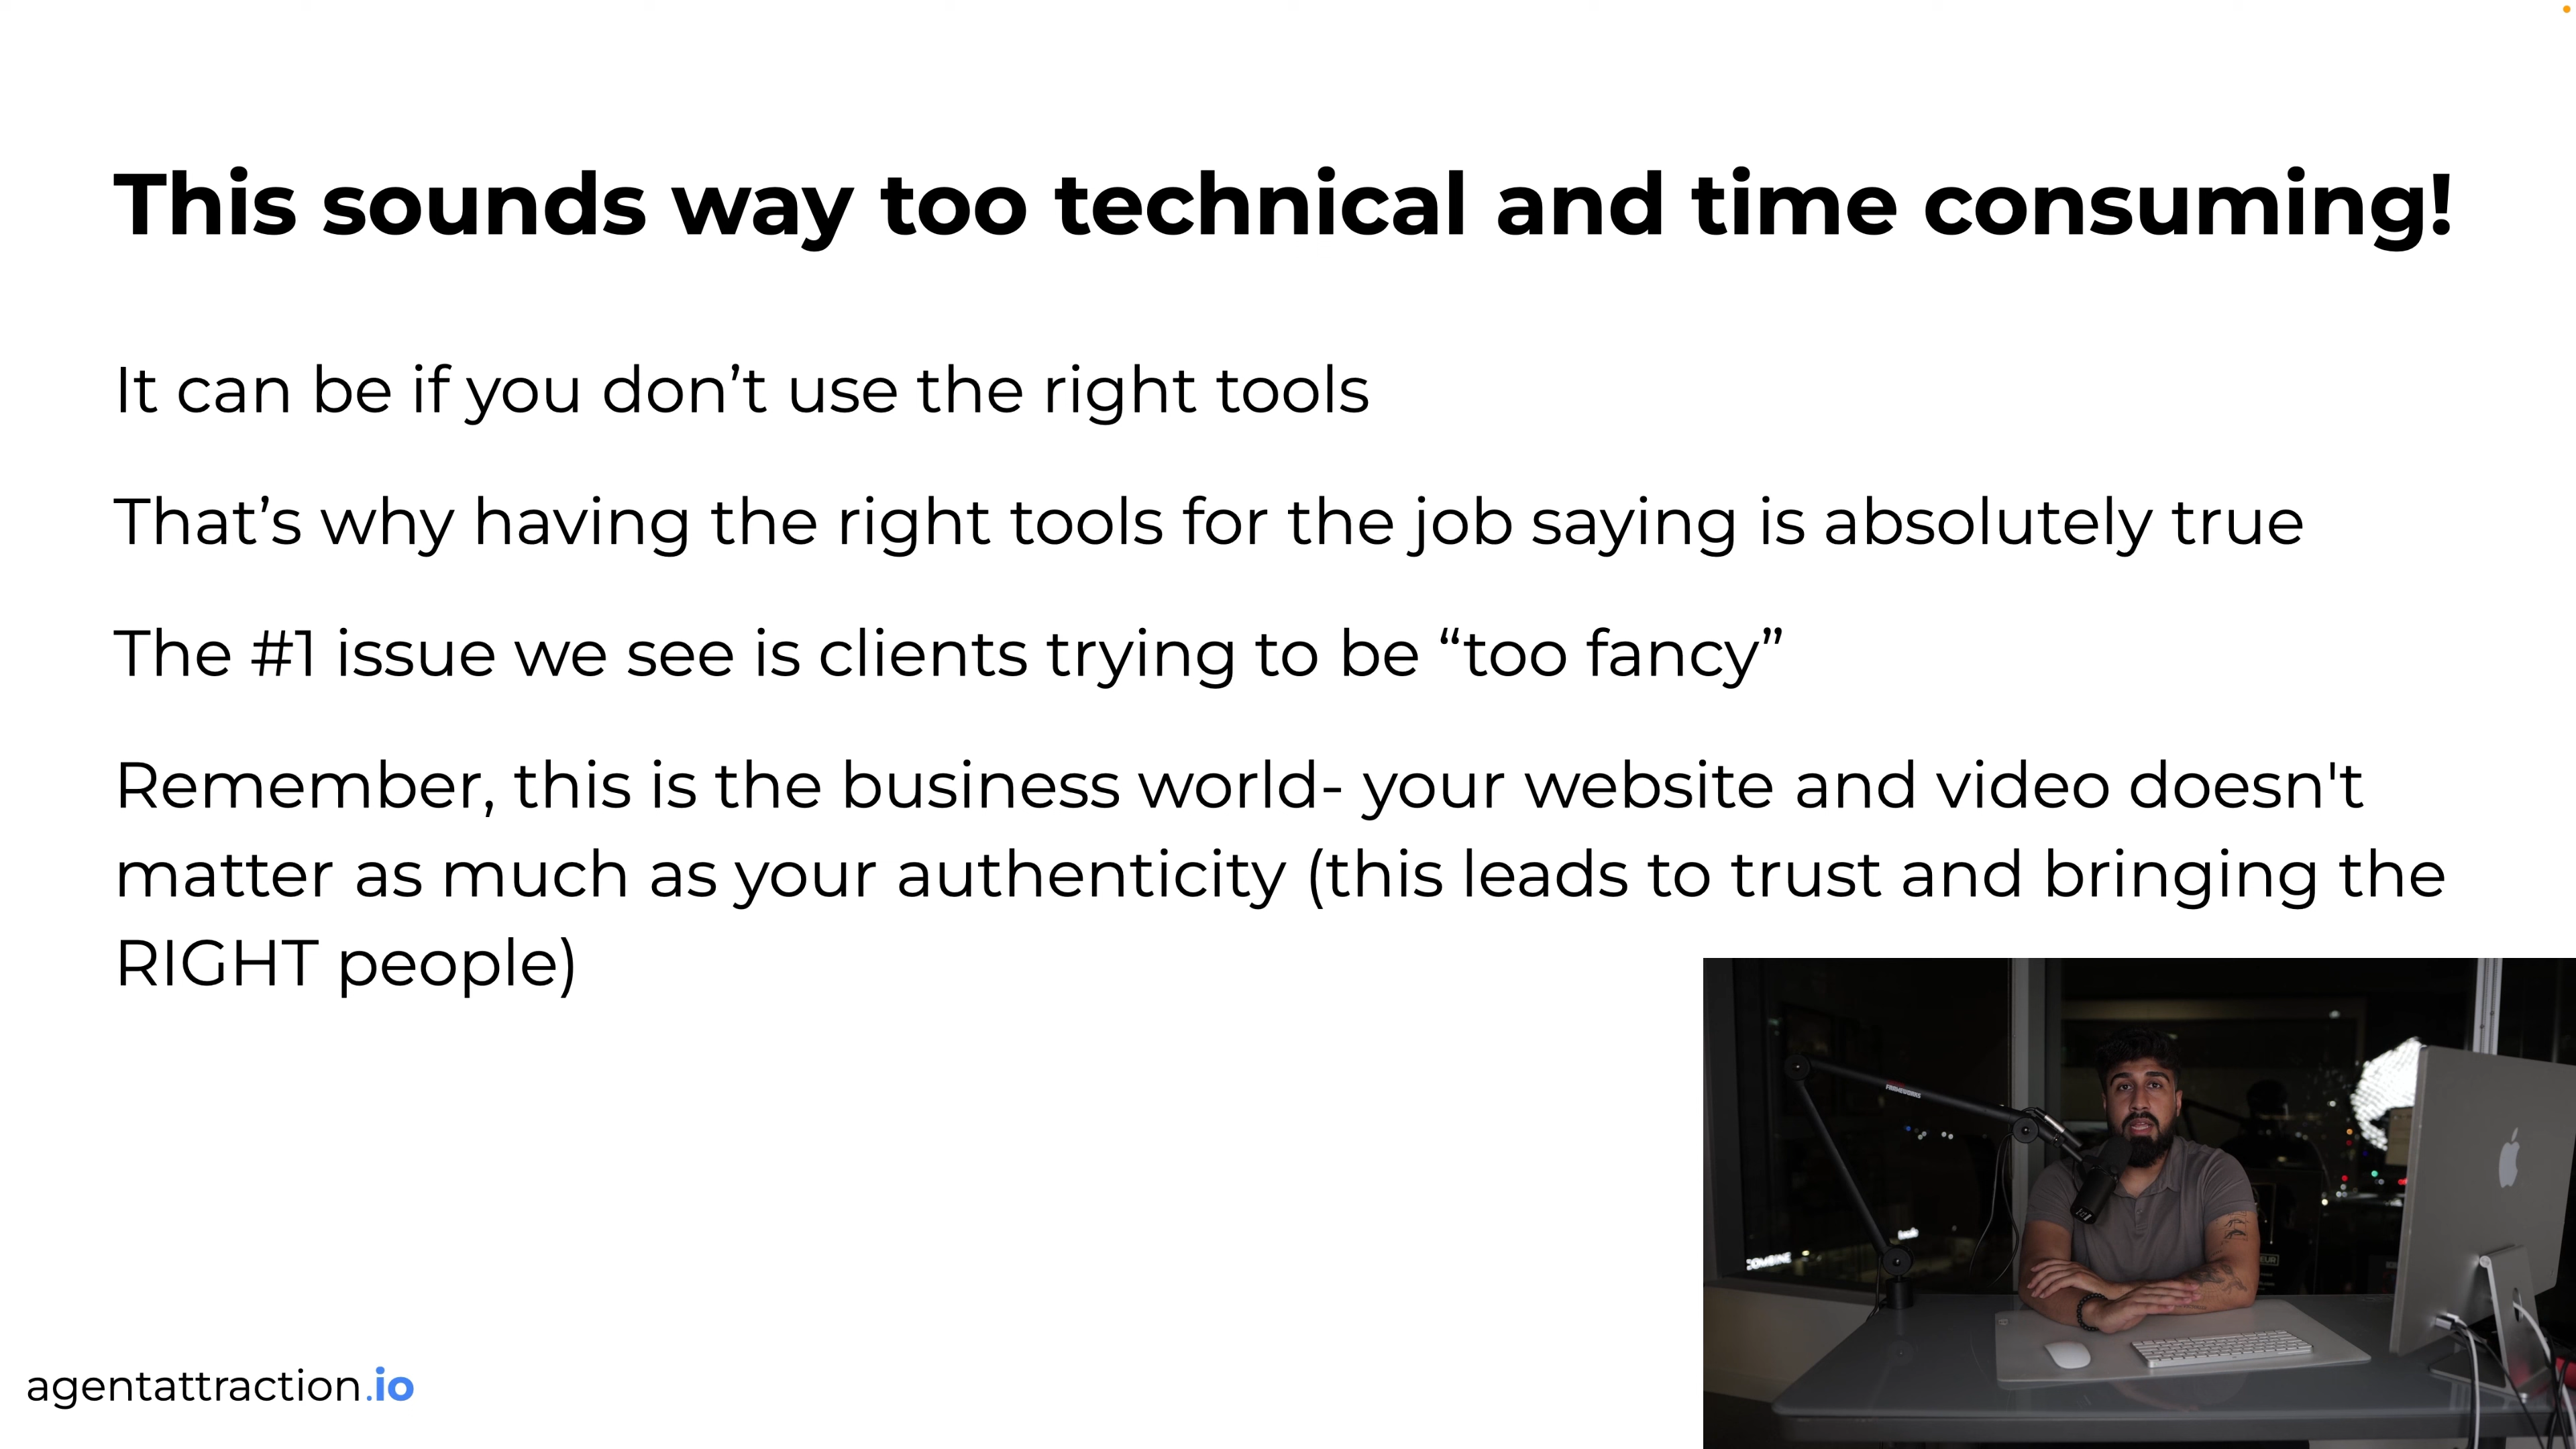 This sounds way too technical and time consuming!
It can be if you don’t use the right tools
That’s why having the right tools for the job saying is absolutely true
The #1 issue we see is clients trying to be “too fancy”
Remember, this is the business world- your website and video doesn't
matter as much as your authenticity (this leads to trust and bringing the
RIGHT people)
agentattraction.io